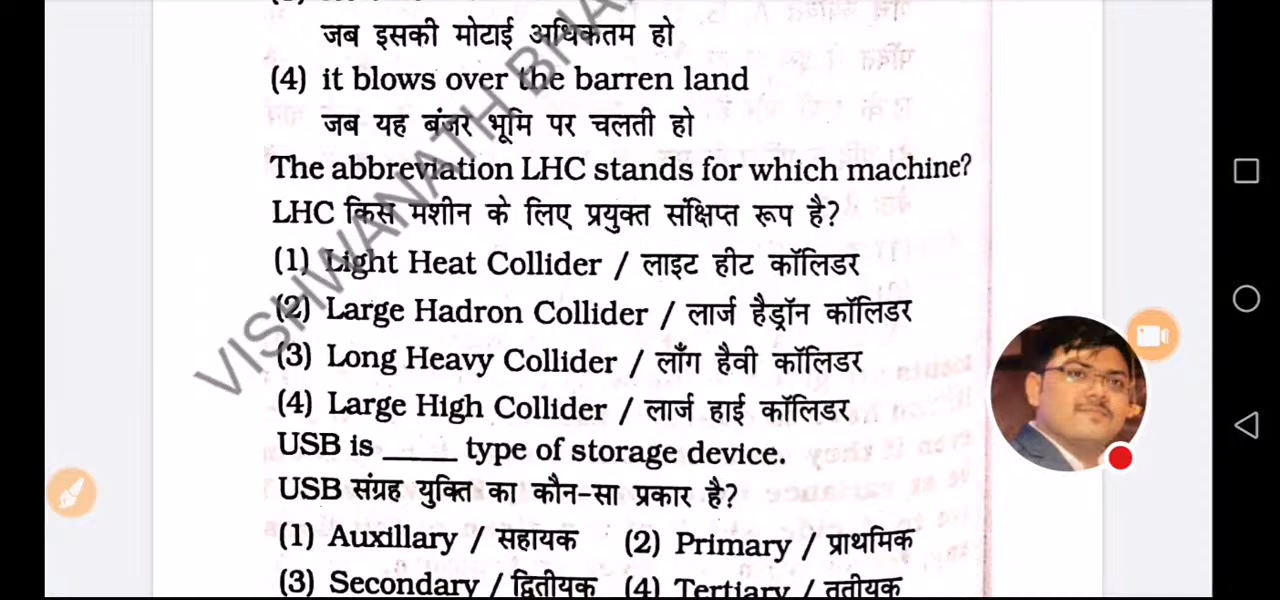 जब इसकी मोटाई अधिकतम हो
(4) it blows over the barren land
जब यह बंजर भूमि पर चलती हो
The abbreviation LHC stands for which machine?
LHC किस मशीन के लिए प्रयुक्त संक्षिप्त रूप है?
(1) Light Heat Collider / लाइट हीट कॉलिडर
(2) Large Hadron Collider / लार्ज हैड्रॉन कॉलिडर
(3) Long Heavy Collider / लाँग हैवी कॉलिडर
(4) Large High Collider / लार्ज हाई कॉलिडर
USB is _____ type of storage device.
USB संग्रह युक्ति का कौन-सा प्रकार है?
(1) Auxillary / सहायक (2) Primary / प्राथमिक
(3) Secondary / द्वितीयक (4) Tertiary / तृतीयक
VISHWANATH